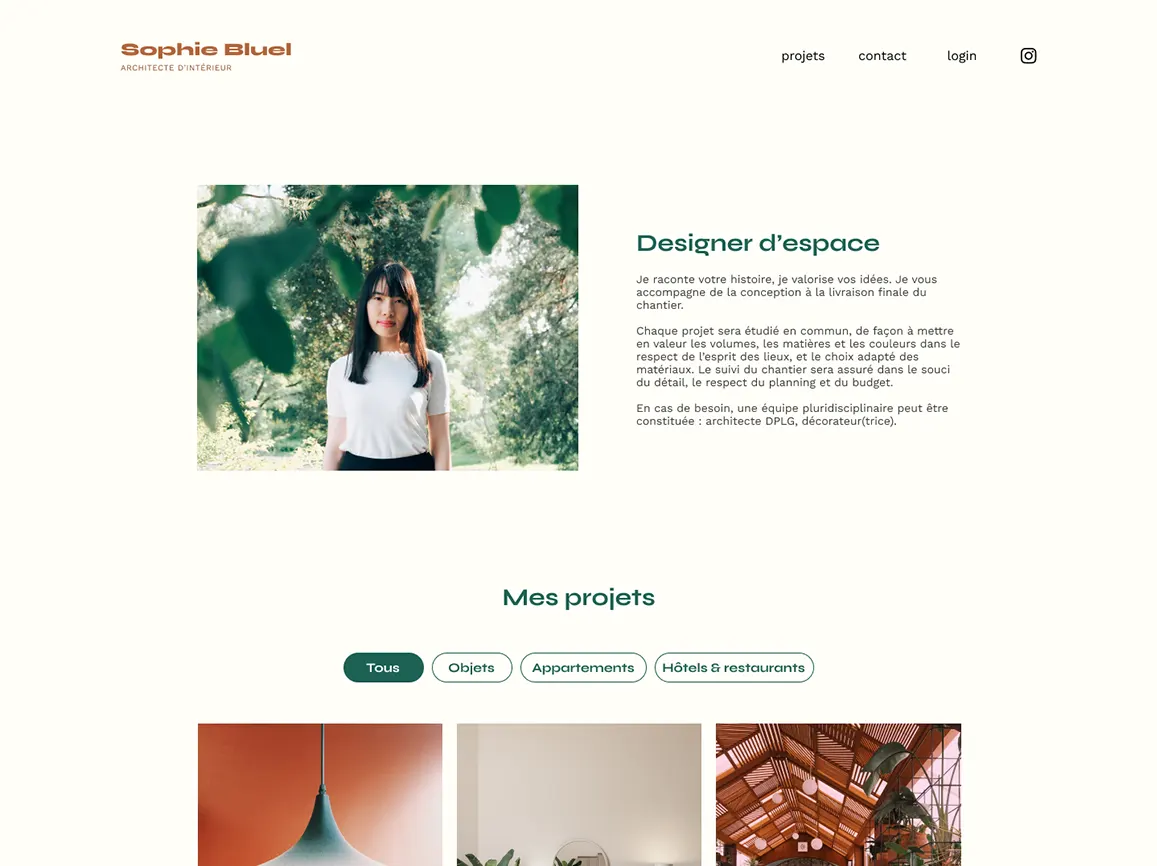 Sophie Bluel
ARCHITECTE D'INTÉRIEUR
projets contact login
Designer d’espace
Je raconte votre histoire, je valorise vos idées. Je vous
accompagne de la conception à la livraison finale du
chantier.
Chaque projet sera étudié en commun, de façon à mettre
en valeur les volumes, les matières et les couleurs dans le
respect de l’esprit des lieux, et le choix adapté des
matériaux. Le suivi du chantier sera assuré dans le souci
du détail, le respect du planning et du budget.
En cas de besoin, une équipe pluridisciplinaire peut être
constituée : architecte DPLG, décorateur(trice).
Mes projets
Tous Objets Appartements Hôtels & restaurants